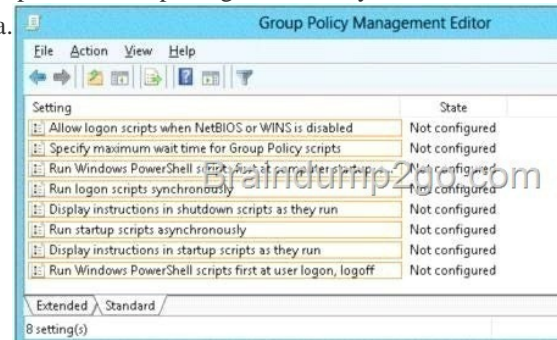 a.
Group Policy Management Editor
File Action View Help
Setting State
Allow logon scripts when NetBIOS or WINS is disabled Not configured
Specify maximum wait time for Group Policy scripts Not configured
Run Windows PowerShell scripts first at computer startup Not configured
Run logon scripts synchronously Not configured
Braindump2go.com
Display instructions in shutdown scripts as they run Not configured
Run startup scripts asynchronously Not configured
Display instructions in startup scripts as they run Not configured
Run Windows PowerShell scripts first at user logon, logoff Not configured
Extended Standard
8 setting(s)